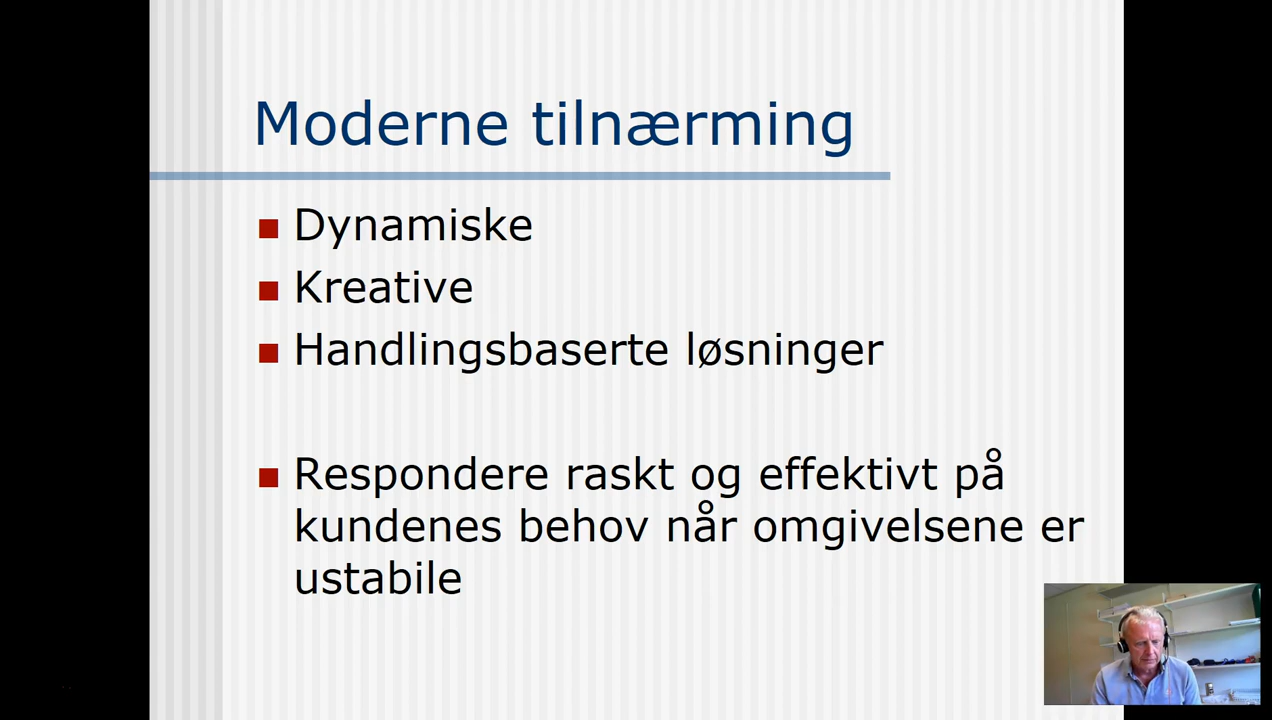 Moderne tilnærming
Dynamiske
Kreative
Handlingsbaserte løsninger
Respondere raskt og effektivt på
kundenes behov når omgivelsene er
ustabile